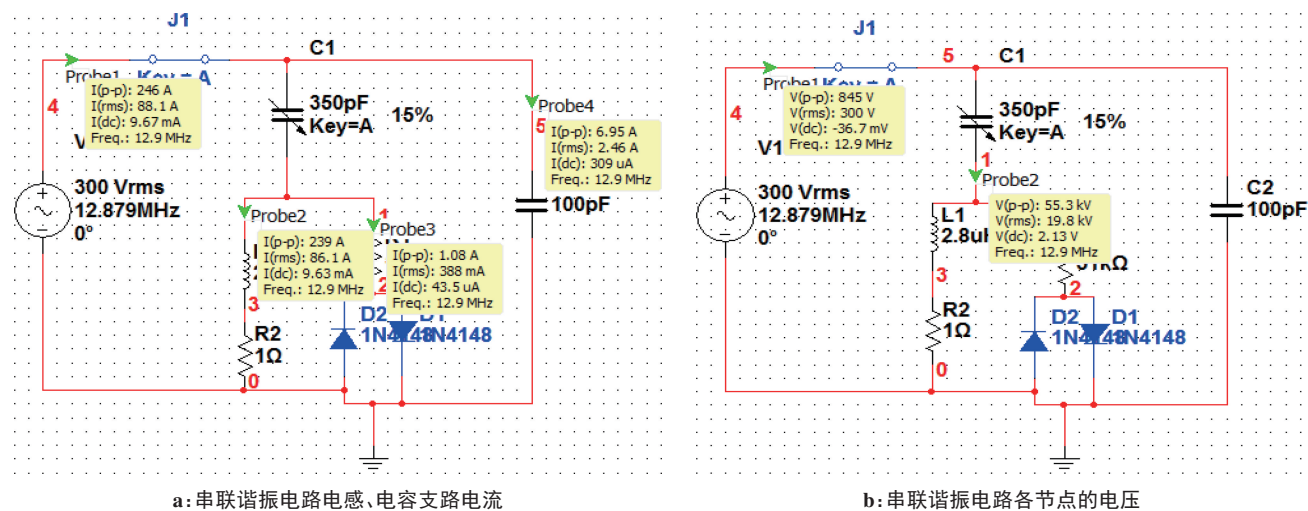 J1
C1
Probe1
Key = A
I(p-p): 246 A
I(rms): 88.1 A
I(dc): 9.67 mA
Freq.: 12.9 MHz
4
350pF
Key=A
15%
Probe4
5
I(p-p): 6.95 A
I(rms): 2.46 A
I(dc): 309 uA
Freq.: 12.9 MHz
300 Vrms
12.879MHz
0°
100pF
Probe2
1
Probe3
I(p-p): 239 A
I(rms): 86.1 A
I(dc): 9.63 mA
Freq.: 12.9 MHz
I(p-p): 1.08 A
I(rms): 388 mA
I(dc): 43.5 uA
Freq.: 12.9 MHz
3
2
R2
1Ω
D2
1N4148
D1
1N4148
0
a:串联谐振电路电感、电容支路电流
J1
5
C1
Probe1
Key = A
V(p-p): 845 V
V(rms): 300 V
V(dc): -36.7 mV
Freq.: 12.9 MHz
4
V1
350pF
Key=A
15%
1
Probe2
300 Vrms
12.879MHz
0°
V(p-p): 55.3 kV
V(rms): 19.8 kV
V(dc): 2.13 V
Freq.: 12.9 MHz
L1
C2
100pF
3
2
R2
1Ω
D2
1N4148
D1
1N4148
0
b:串联谐振电路各节点的电压